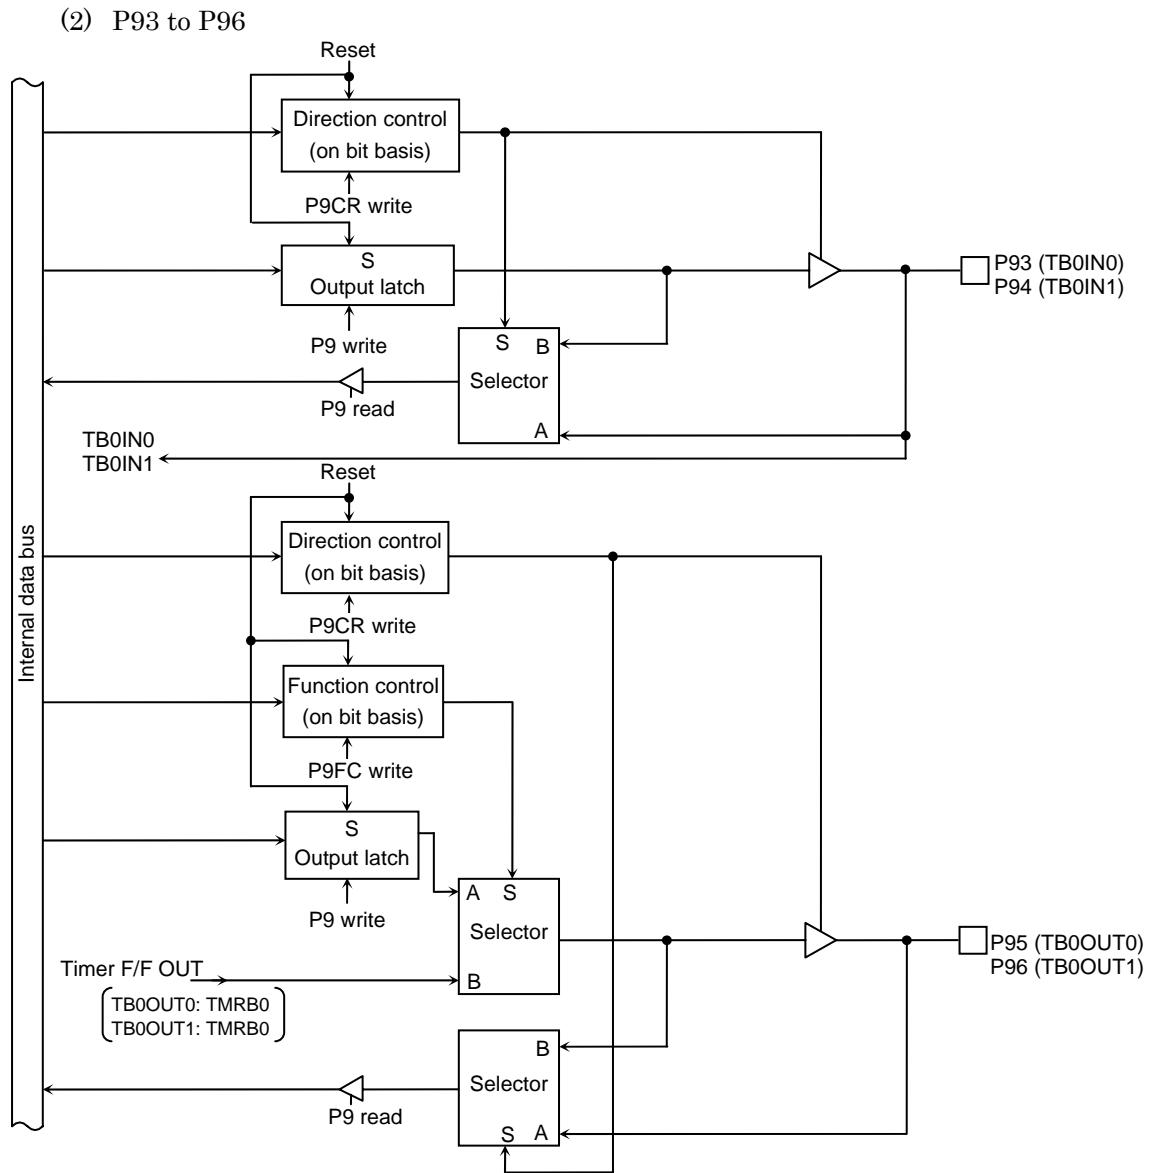 (2) P93 to P96
Reset
Direction control
(on bit basis)
P9CR write
S
Output latch
P9 write
P93 (TB0IN0)
P94 (TB0IN1)
S B
Selector
A
P9 read
TB0IN0
TB0IN1
Reset
Internal data bus
Direction control
(on bit basis)
P9CR write
Function control
(on bit basis)
P9FC write
S
Output latch
P9 write
A S
Selector
B
P95 (TB0OUT0)
P96 (TB0OUT1)
Timer F/F OUT
TB0OUT0: TMRB0
TB0OUT1: TMRB0
B
Selector
S A
P9 read